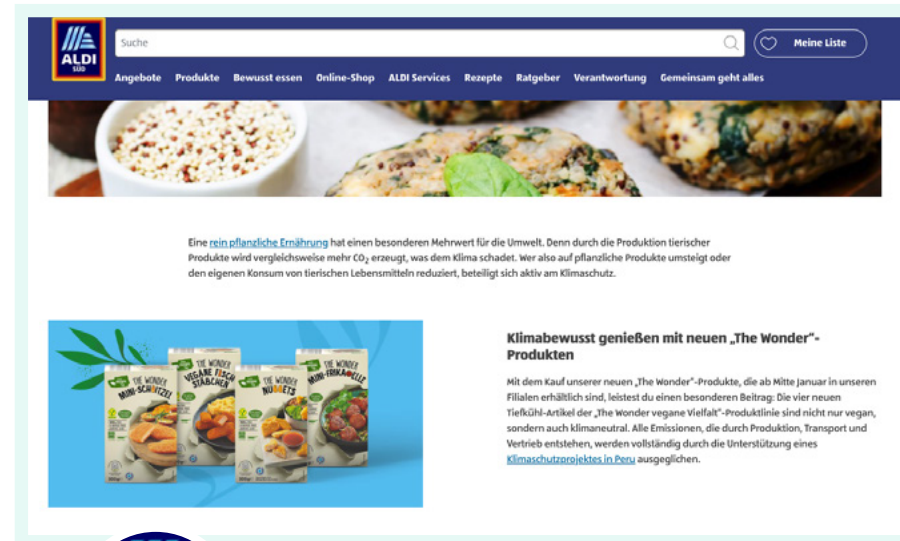 ALDI
SÜD
Suche
Meine Liste
Angebote Produkte Bewusst essen Online-Shop ALDI Services Rezepte Ratgeber Verantwortung Gemeinsam geht alles
Eine rein pflanzliche Ernährung hat einen besonderen Mehrwert für die Umwelt. Denn durch die Produktion tierischer
Produkte wird vergleichsweise mehr CO₂ erzeugt, was dem Klima schadet. Wer also auf pflanzliche Produkte umsteigt oder
den eigenen Konsum von tierischen Lebensmitteln reduziert, beteiligt sich aktiv am Klimaschutz.
THE WONDER
MINI-SCHNITZEL
THE WONDER
VEGANE FISCH
STÄBCHEN
THE WONDER
NUGGETS
THE WONDER
MINI-FRIKADELLE
Klimabewusst genießen mit neuen „The Wonder“-
Produkten
Mit dem Kauf unserer neuen „The Wonder“-Produkte, die ab Mitte Januar in unseren
Filialen erhältlich sind, leistest du einen besonderen Beitrag: Die vier neuen
Tiefkühl-Artikel der „The Wonder vegane Vielfalt“-Produktlinie sind nicht nur vegan,
sondern auch klimaneutral. Alle Emissionen, die durch Produktion, Transport und
Vertrieb entstehen, werden vollständig durch die Unterstützung eines
Klimaschutzprojektes in Peru ausgeglichen.